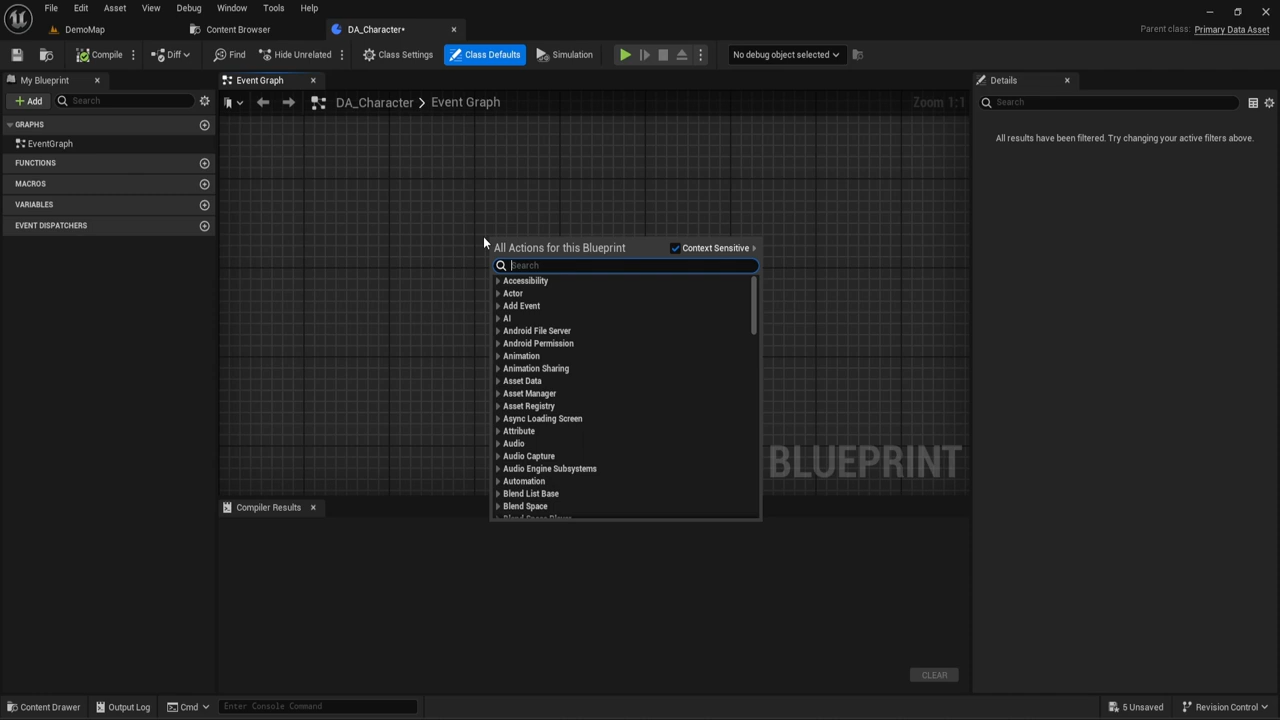 File Edit Asset View Debug Window Tools Help
DemoMap Content Browser DA_Character• Parent class: Primary Data Asset
Compile Diff Find Hide Unrelated Class Settings Class Defaults Simulation No debug object selected
My Blueprint Event Graph Details
Add Search DA_Character > Event Graph Zoom 1:1 Search
GRAPHS
EventGraph
FUNCTIONS
MACROS
VARIABLES
EVENT DISPATCHERS
All results have been filtered. Try changing your active filters above.
All Actions for this Blueprint Context Sensitive
Search
Accessibility
Actor
Add Event
AI
Android File Server
Android Permission
Animation
Animation Sharing
Asset Data
Asset Manager
Asset Registry
Async Loading Screen
Attribute
Audio
Audio Capture
Audio Engine Subsystems
Automation
Blend List Base
Blend Space
Blend Space Player
BLUEPRINT
Compiler Results
CLEAR
Content Drawer Output Log Cmd Enter Console Command 5 Unsaved Revision Control